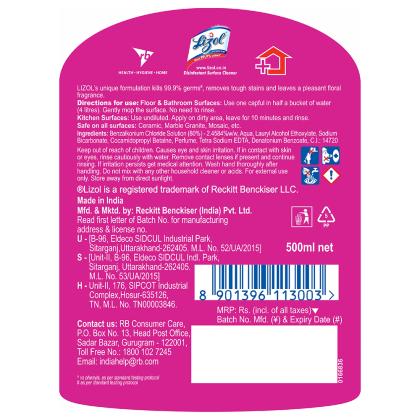 Lizol
HEALTH • HYGIENE • HOME
www.lizol.co.in
Disinfectant Surface Cleaner
LIZOL's unique formulation kills 99.9% germs*, removes tough stains and leaves a pleasant floral
fragrance.
Directions for use: Floor & Bathroom Surfaces: Use one capful in half a bucket of water
(4 litres). Gently mop the surface. No need to rinse.
Kitchen Surfaces: Use undiluted. Apply on dirty area, leave for 10 minutes and rinse.
Safe on all surfaces: Ceramic, Marble Granite, Mosaic, etc.
Ingredients: Benzalkonium Chloride Solution (80%) - 2.4584%w/w, Aqua, Lauryl Alcohol Ethoxylate, Sodium
Bicarbonate, Cocamidopropyl Betaine, Perfume, Tetra Sodium EDTA, Denatonium Benzoate, C.I.: 14720
Keep out of reach of children. Causes eye and skin irritation. If in contact with skin
or eyes, rinse cautiously with water. Remove contact lenses if present and continue
rinsing. If irritation persists get medical attention. Wash hand thoroughly after
handling. Do not mix with any other household cleaner or acids. For external use
only. Store away from direct sunlight.
®Lizol is a registered trademark of Reckitt Benckiser LLC.
Made in India
Mfd. & Mktd. by: Reckitt Benckiser (India) Pvt. Ltd.
Read first letter of Batch No. for manufacturing
address & license no.
U - [B-96, Eldeco SIDCUL Industrial Park,
Sitarganj,Uttarakhand-262405. M.L. No. 52/UA/2015]
S - [Unit-II, B-96, Eldeco SIDCUL Indl. Park,
Sitarganj, Uttarakhand-262405.
M.L. No. 53/UA/2015]
H - Unit-II, 176, SIPCOT Industrial
Complex,Hosur-635126,
TN, M.L. No. TN00003846.
500ml net
8 901396 113003 >
MRP: Rs. (incl. of all taxes)▼
Batch No. Mfd. (¥) & Expiry Date (#)
Contact us: RB Consumer Care,
P.O. Box No. 13, Head Post Office,
Sadar Bazar, Gurugram - 122001,
Toll Free No.: 1800 102 7245
Email: indiahelp@rb.com